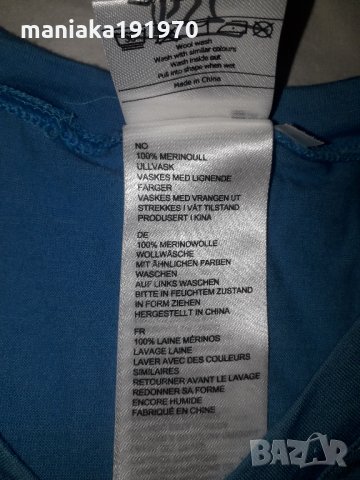 maniaka191970
Wool wash
Wash with similar colours
Wash inside out
Pull into shape when wet
Made in China
NO
100% MERINOULL
ULLVASK
VASKES MED LIGNENDE
FARGER
VASKES MED VRANGEN UT
STREKKES I VÅT TILSTAND
PRODUSERT I KINA
DE
100% MERINOWOLLE
WOLLWÄSCHE
MIT ÄHNLICHEN FARBEN
WASCHEN
AUF LINKS WASCHEN
BITTE IN FEUCHTEM ZUSTAND
IN FORM ZIEHEN
HERGESTELLT IN CHINA
FR
100% LAINE MÉRINOS
LAVAGE LAINE
LAVER AVEC DES COULEURS
SIMILAIRES
RETOURNER AVANT LE LAVAGE
REDONNER SA FORME
ENCORE HUMIDE
FABRIQUÉ EN CHINE
BAZAR